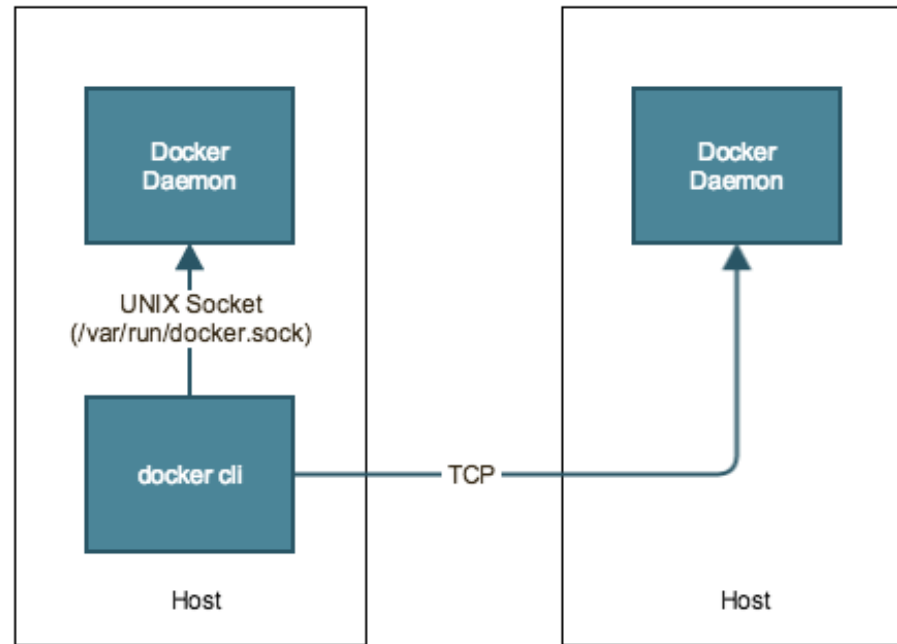 Docker
Daemon
Docker
Daemon
UNIX Socket
(/var/run/docker.sock)
docker cli
TCP
Host
Host